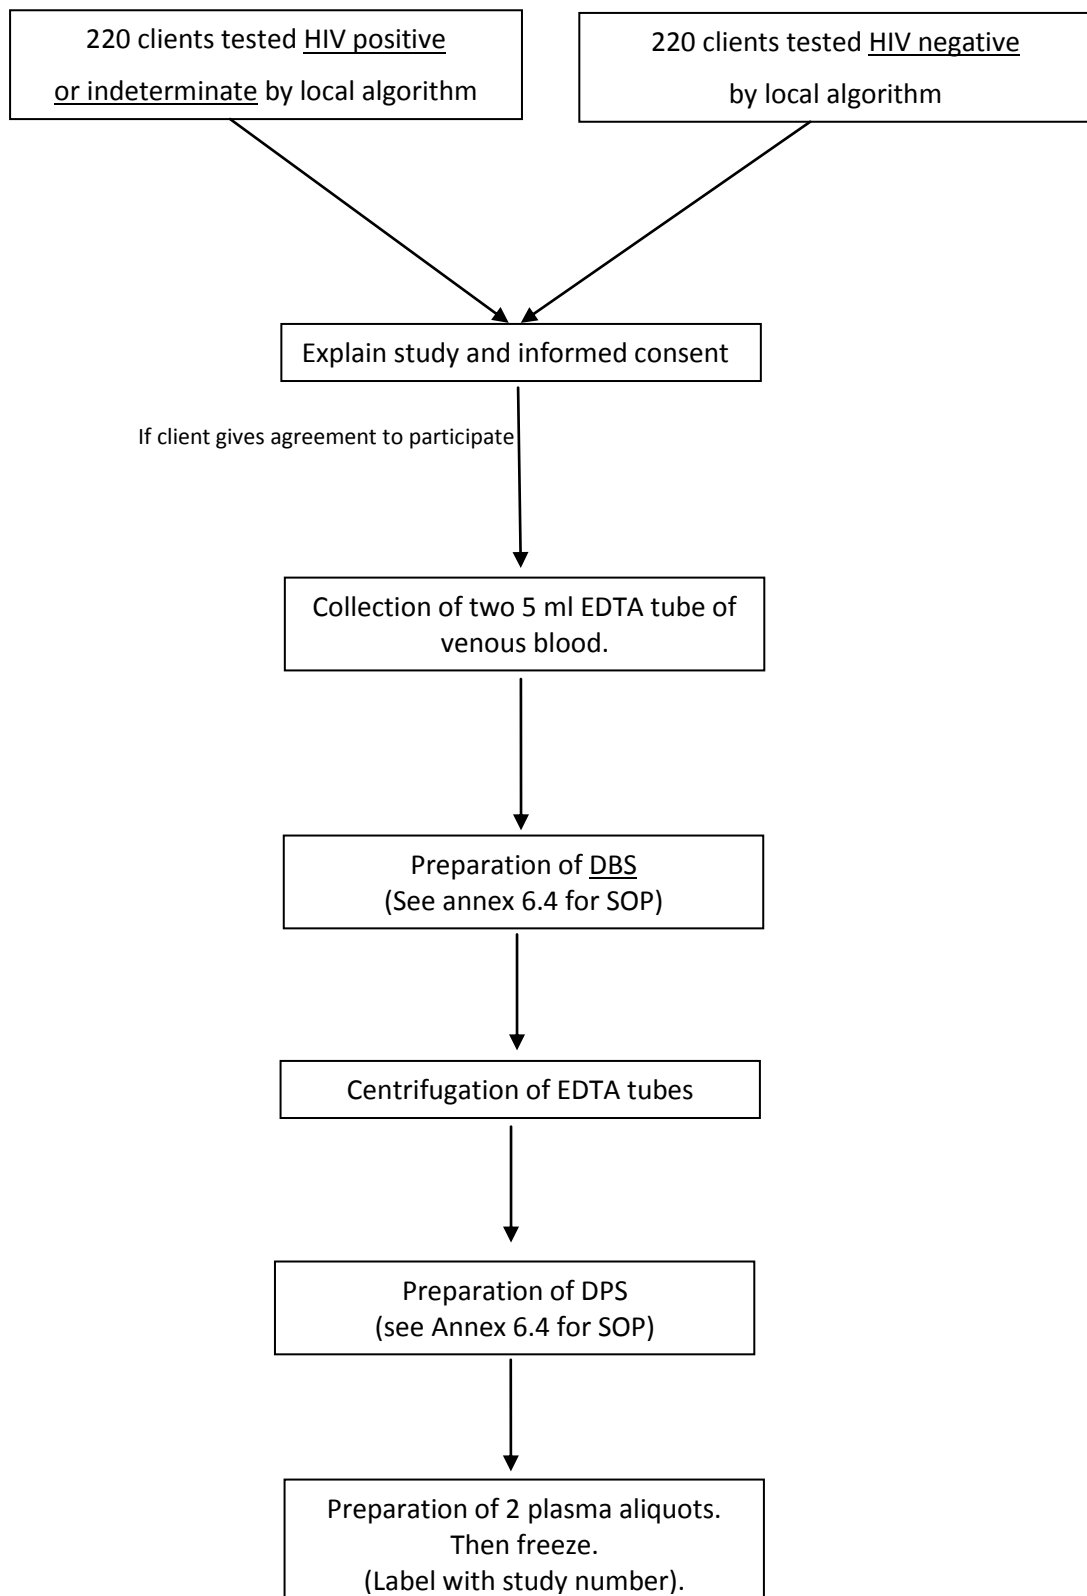 220 clients tested HIV positive
or indeterminate by local algorithm
220 clients tested HIV negative
by local algorithm
Explain study and informed consent
If client gives agreement to participate
Collection of two 5 ml EDTA tube of
venous blood.
Preparation of DBS
(See annex 6.4 for SOP)
Centrifugation of EDTA tubes
Preparation of DPS
(see Annex 6.4 for SOP)
Preparation of 2 plasma aliquots.
Then freeze.
(Label with study number).